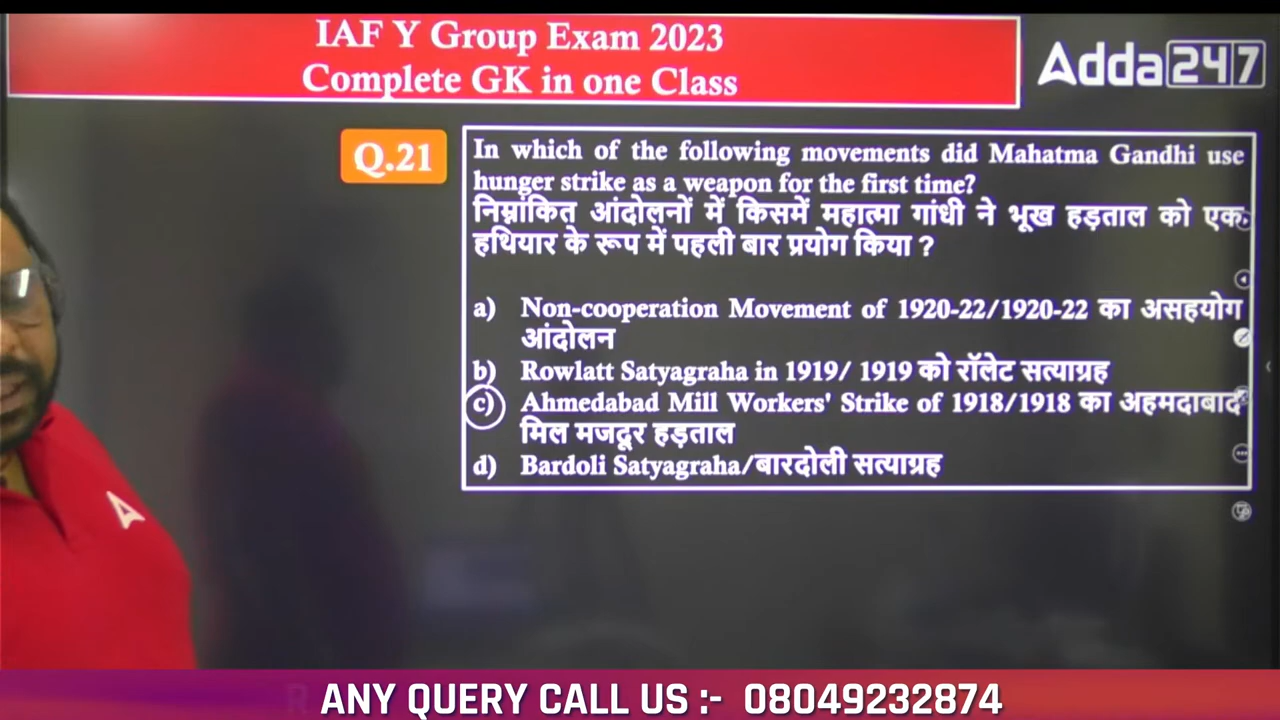 IAF Y Group Exam 2023
Complete GK in one Class
Adda247
Q.21
In which of the following movements did Mahatma Gandhi use
hunger strike as a weapon for the first time?
निम्नांकित आंदोलनों में किसमें महात्मा गांधी ने भूख हड़ताल को एक
हथियार के रूप में पहली बार प्रयोग किया ?
a) Non-cooperation Movement of 1920-22/1920-22 का असहयोग
आंदोलन
b) Rowlatt Satyagraha in 1919/ 1919 को रॉलेट सत्याग्रह
c) Ahmedabad Mill Workers' Strike of 1918/1918 का अहमदाबाद
मिल मजदूर हड़ताल
d) Bardoli Satyagraha/बारदोली सत्याग्रह
ANY QUERY CALL US :- 08049232874